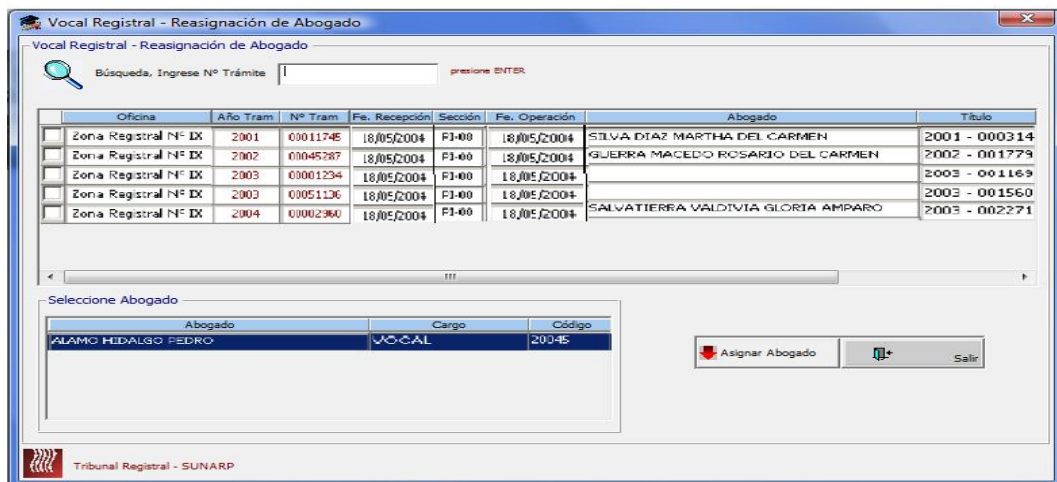 Vocal Registral - Reasignación de Abogado
Vocal Registral - Reasignación de Abogado
Búsqueda, Ingrese Nº Trámite presione ENTER
Oficina Año Tram Nº Tram Fe. Recepción Sección Fe. Operación Abogado Título
Zona Registral Nº IX 2001 00011745 18/05/2004 PJ-00 18/05/2004 SILVA DIAZ MARTHA DEL CARMEN 2001 - 000314
Zona Registral Nº IX 2002 00045287 18/05/2004 PJ-00 18/05/2004 GUERRA MACEDO ROSARIO DEL CARMEN 2002 - 001779
Zona Registral Nº IX 2003 00001234 18/05/2004 PJ-00 18/05/2004 2003 - 001169
Zona Registral Nº IX 2003 00051136 18/05/2004 PJ-00 18/05/2004 2003 - 001560
Zona Registral Nº IX 2004 00002960 18/05/2004 PJ-00 18/05/2004 SALVATIERRA VALDIVIA GLORIA AMPARO 2003 - 002271
Seleccione Abogado
Abogado Cargo Código
ALAMO HIDALGO PEDRO VOCAL 20045
Asignar Abogado Salir
Tribunal Registral - SUNARP